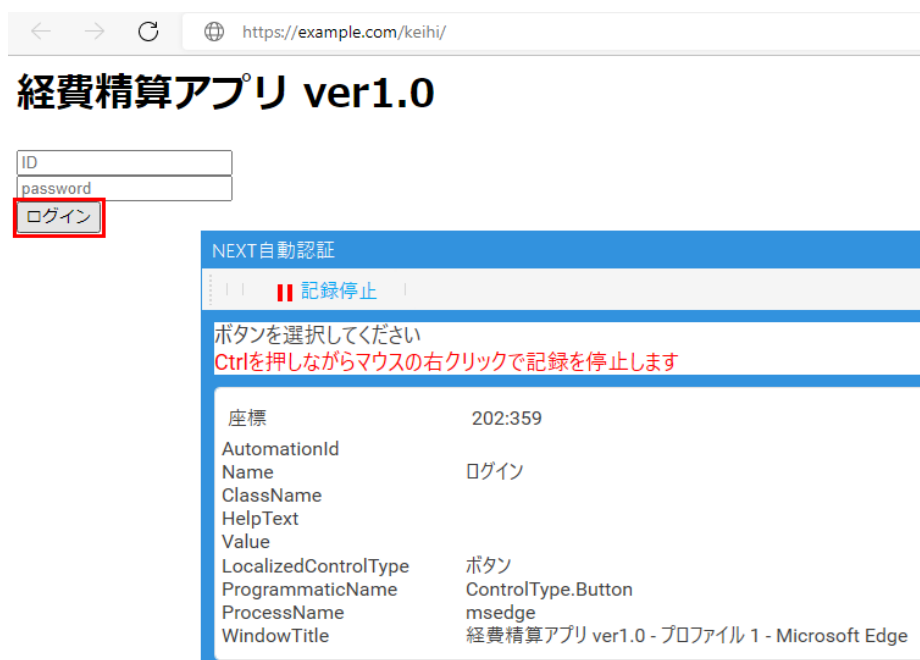 https://example.com/keihi/
経費精算アプリ ver1.0
ID
password
ログイン
NEXT自動認証
記録停止
ボタンを選択してください
Ctrlを押しながらマウスの右クリックで記録を停止します
座標 202:359
AutomationId
Name ログイン
ClassName
HelpText
Value
LocalizedControlType ボタン
ProgrammaticName ControlType.Button
ProcessName msedge
WindowTitle 経費精算アプリ ver1.0 - プロファイル 1 - Microsoft Edge